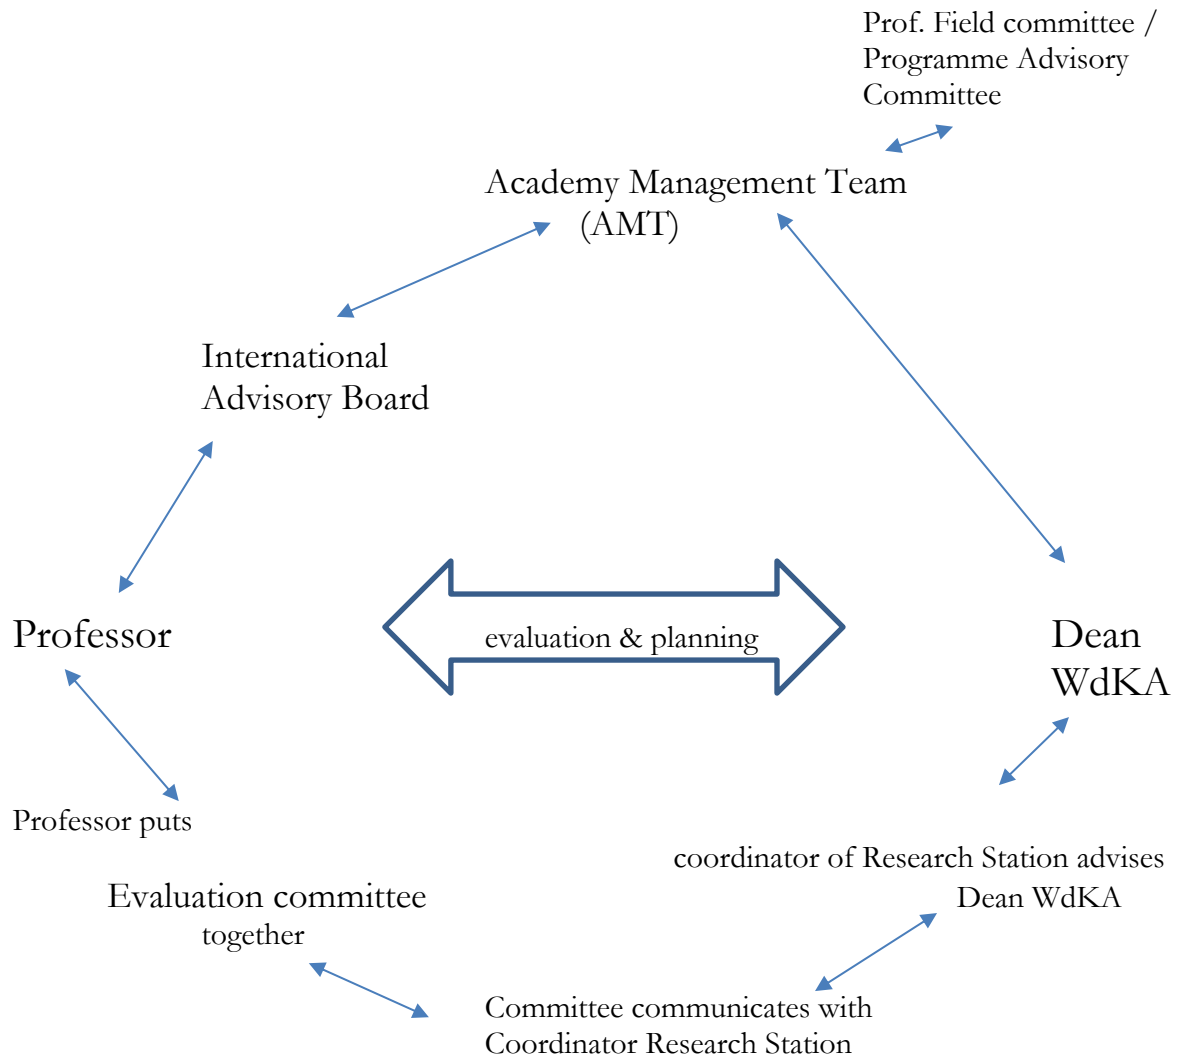 Prof. Field committee /
Programme Advisory
Committee
Academy Management Team
(AMT)
International
Advisory Board
Professor
evaluation & planning
Dean
WdKA
Professor puts
Evaluation committee
together
coordinator of Research Station advises
Dean WdKA
Committee communicates with
Coordinator Research Station